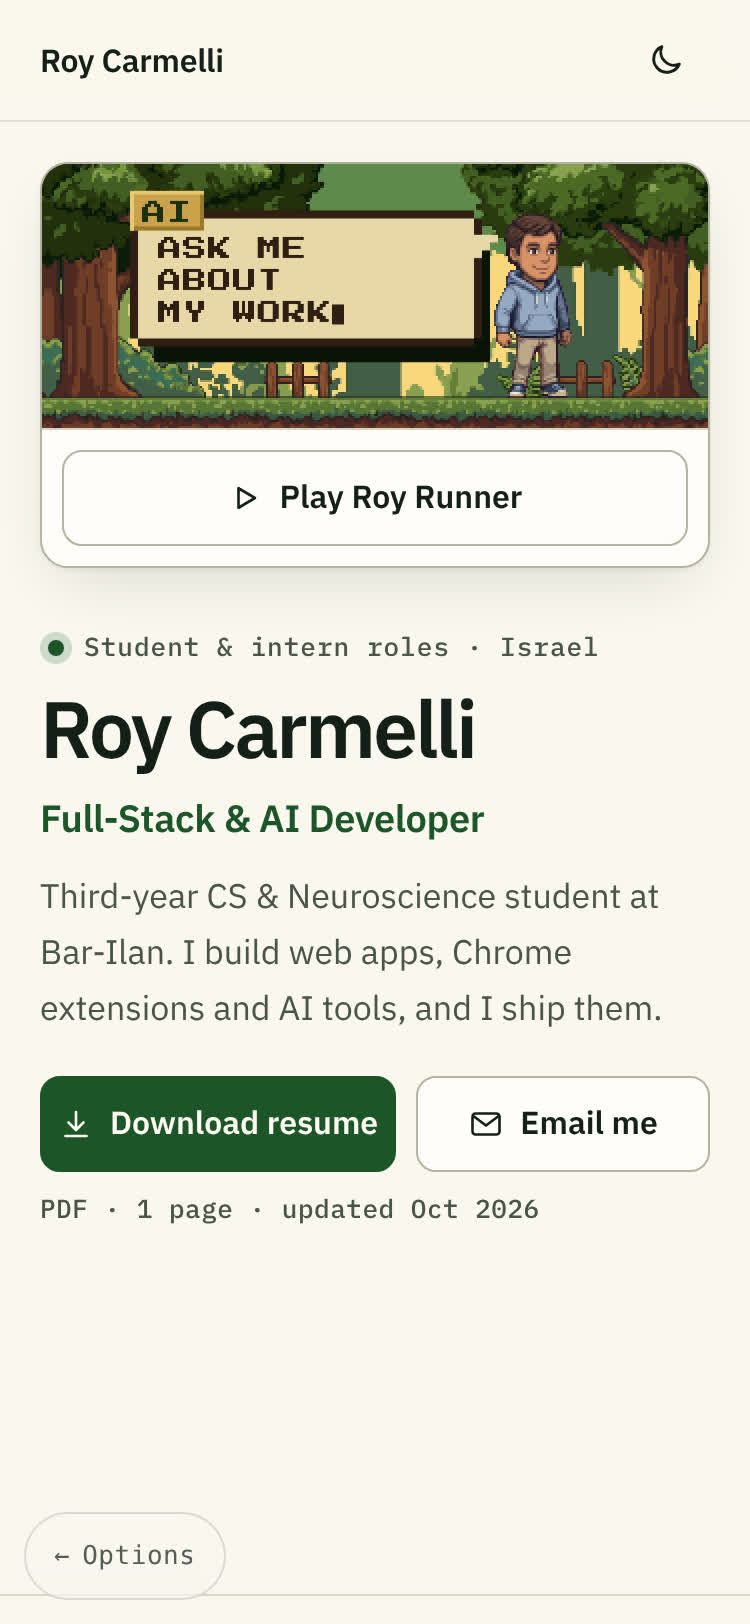 Roy Carmelli
AI
ASK ME
ABOUT
MY WORK
Play Roy Runner
Student & intern roles · Israel
Roy Carmelli
Full-Stack & AI Developer
Third-year CS & Neuroscience student at
Bar-Ilan. I build web apps, Chrome
extensions and AI tools, and I ship them.
Download resume
Email me
PDF · 1 page · updated Oct 2026
← Options